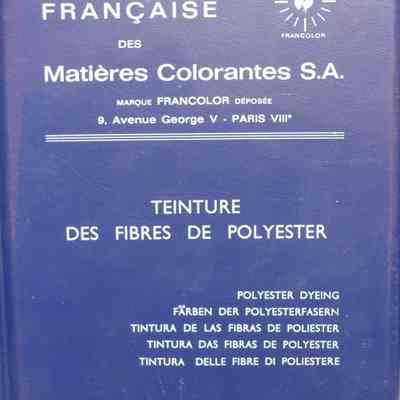 FRANÇAISE
FRANCOLOR
DES
Matières Colorantes S.A.
MARQUE FRANCOLOR DÉPOSÉE
9, Avenue George V - PARIS VIIIe
TEINTURE
DES FIBRES DE POLYESTER
POLYESTER DYEING
FÄRBEN DER POLYESTERFASERN
TINTURA DE LAS FIBRAS DE POLIESTER
TINTURA DAS FIBRAS DE POLYESTER
TINTURA DELLE FIBRE DI POLIESTERE